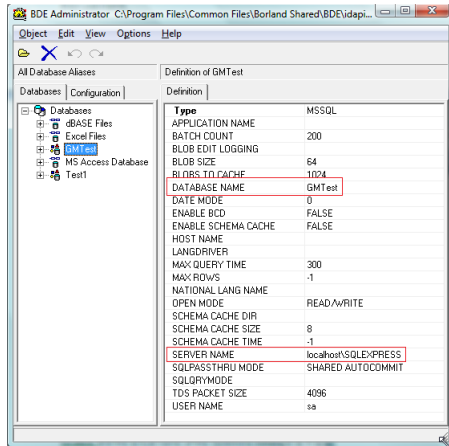 BDE Administrator C:\Program Files\Common Files\Borland Shared\BDE\idapi...
Object Edit View Options Help
All Database Aliases
Definition of GMTest
Databases Configuration
Definition
Databases
dBASE Files
Excel Files
GMTest
MS Access Database
Test1
Type MSSQL
APPLICATION NAME
BATCH COUNT 200
BLOB EDIT LOGGING
BLOB SIZE 64
BLOBS TO CACHE 1024
DATABASE NAME GMTest
DATE MODE 0
ENABLE BCD FALSE
ENABLE SCHEMA CACHE FALSE
HOST NAME
LANGDRIVER
MAX QUERY TIME 300
MAX ROWS -1
NATIONAL LANG NAME
OPEN MODE READ/WRITE
SCHEMA CACHE DIR
SCHEMA CACHE SIZE 8
SCHEMA CACHE TIME -1
SERVER NAME localhost\SQLEXPRESS
SQLPASSTHRU MODE SHARED AUTOCOMMIT
SQLQRYMODE
TDS PACKET SIZE 4096
USER NAME sa